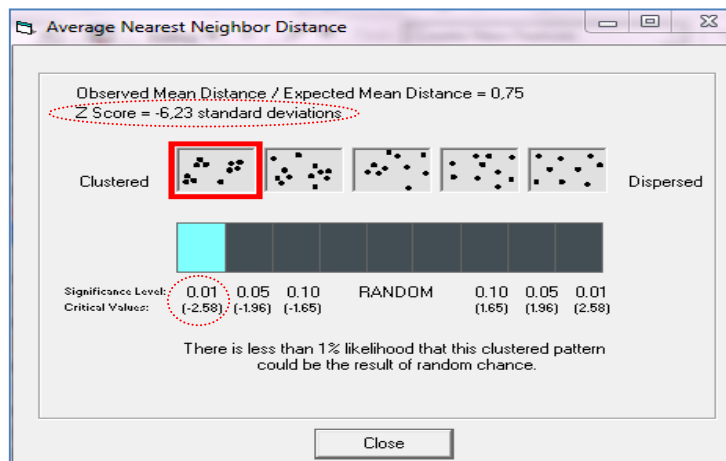 Average Nearest Neighbor Distance
Observed Mean Distance / Expected Mean Distance = 0,75
Z Score = -6,23 standard deviations
Clustered
Dispersed
Significance Level: 0.01 0.05 0.10 RANDOM 0.10 0.05 0.01
Critical Values: (-2.58) (-1.96) (-1.65) (1.65) (1.96) (2.58)
There is less than 1% likelihood that this clustered pattern
could be the result of random chance.
Close